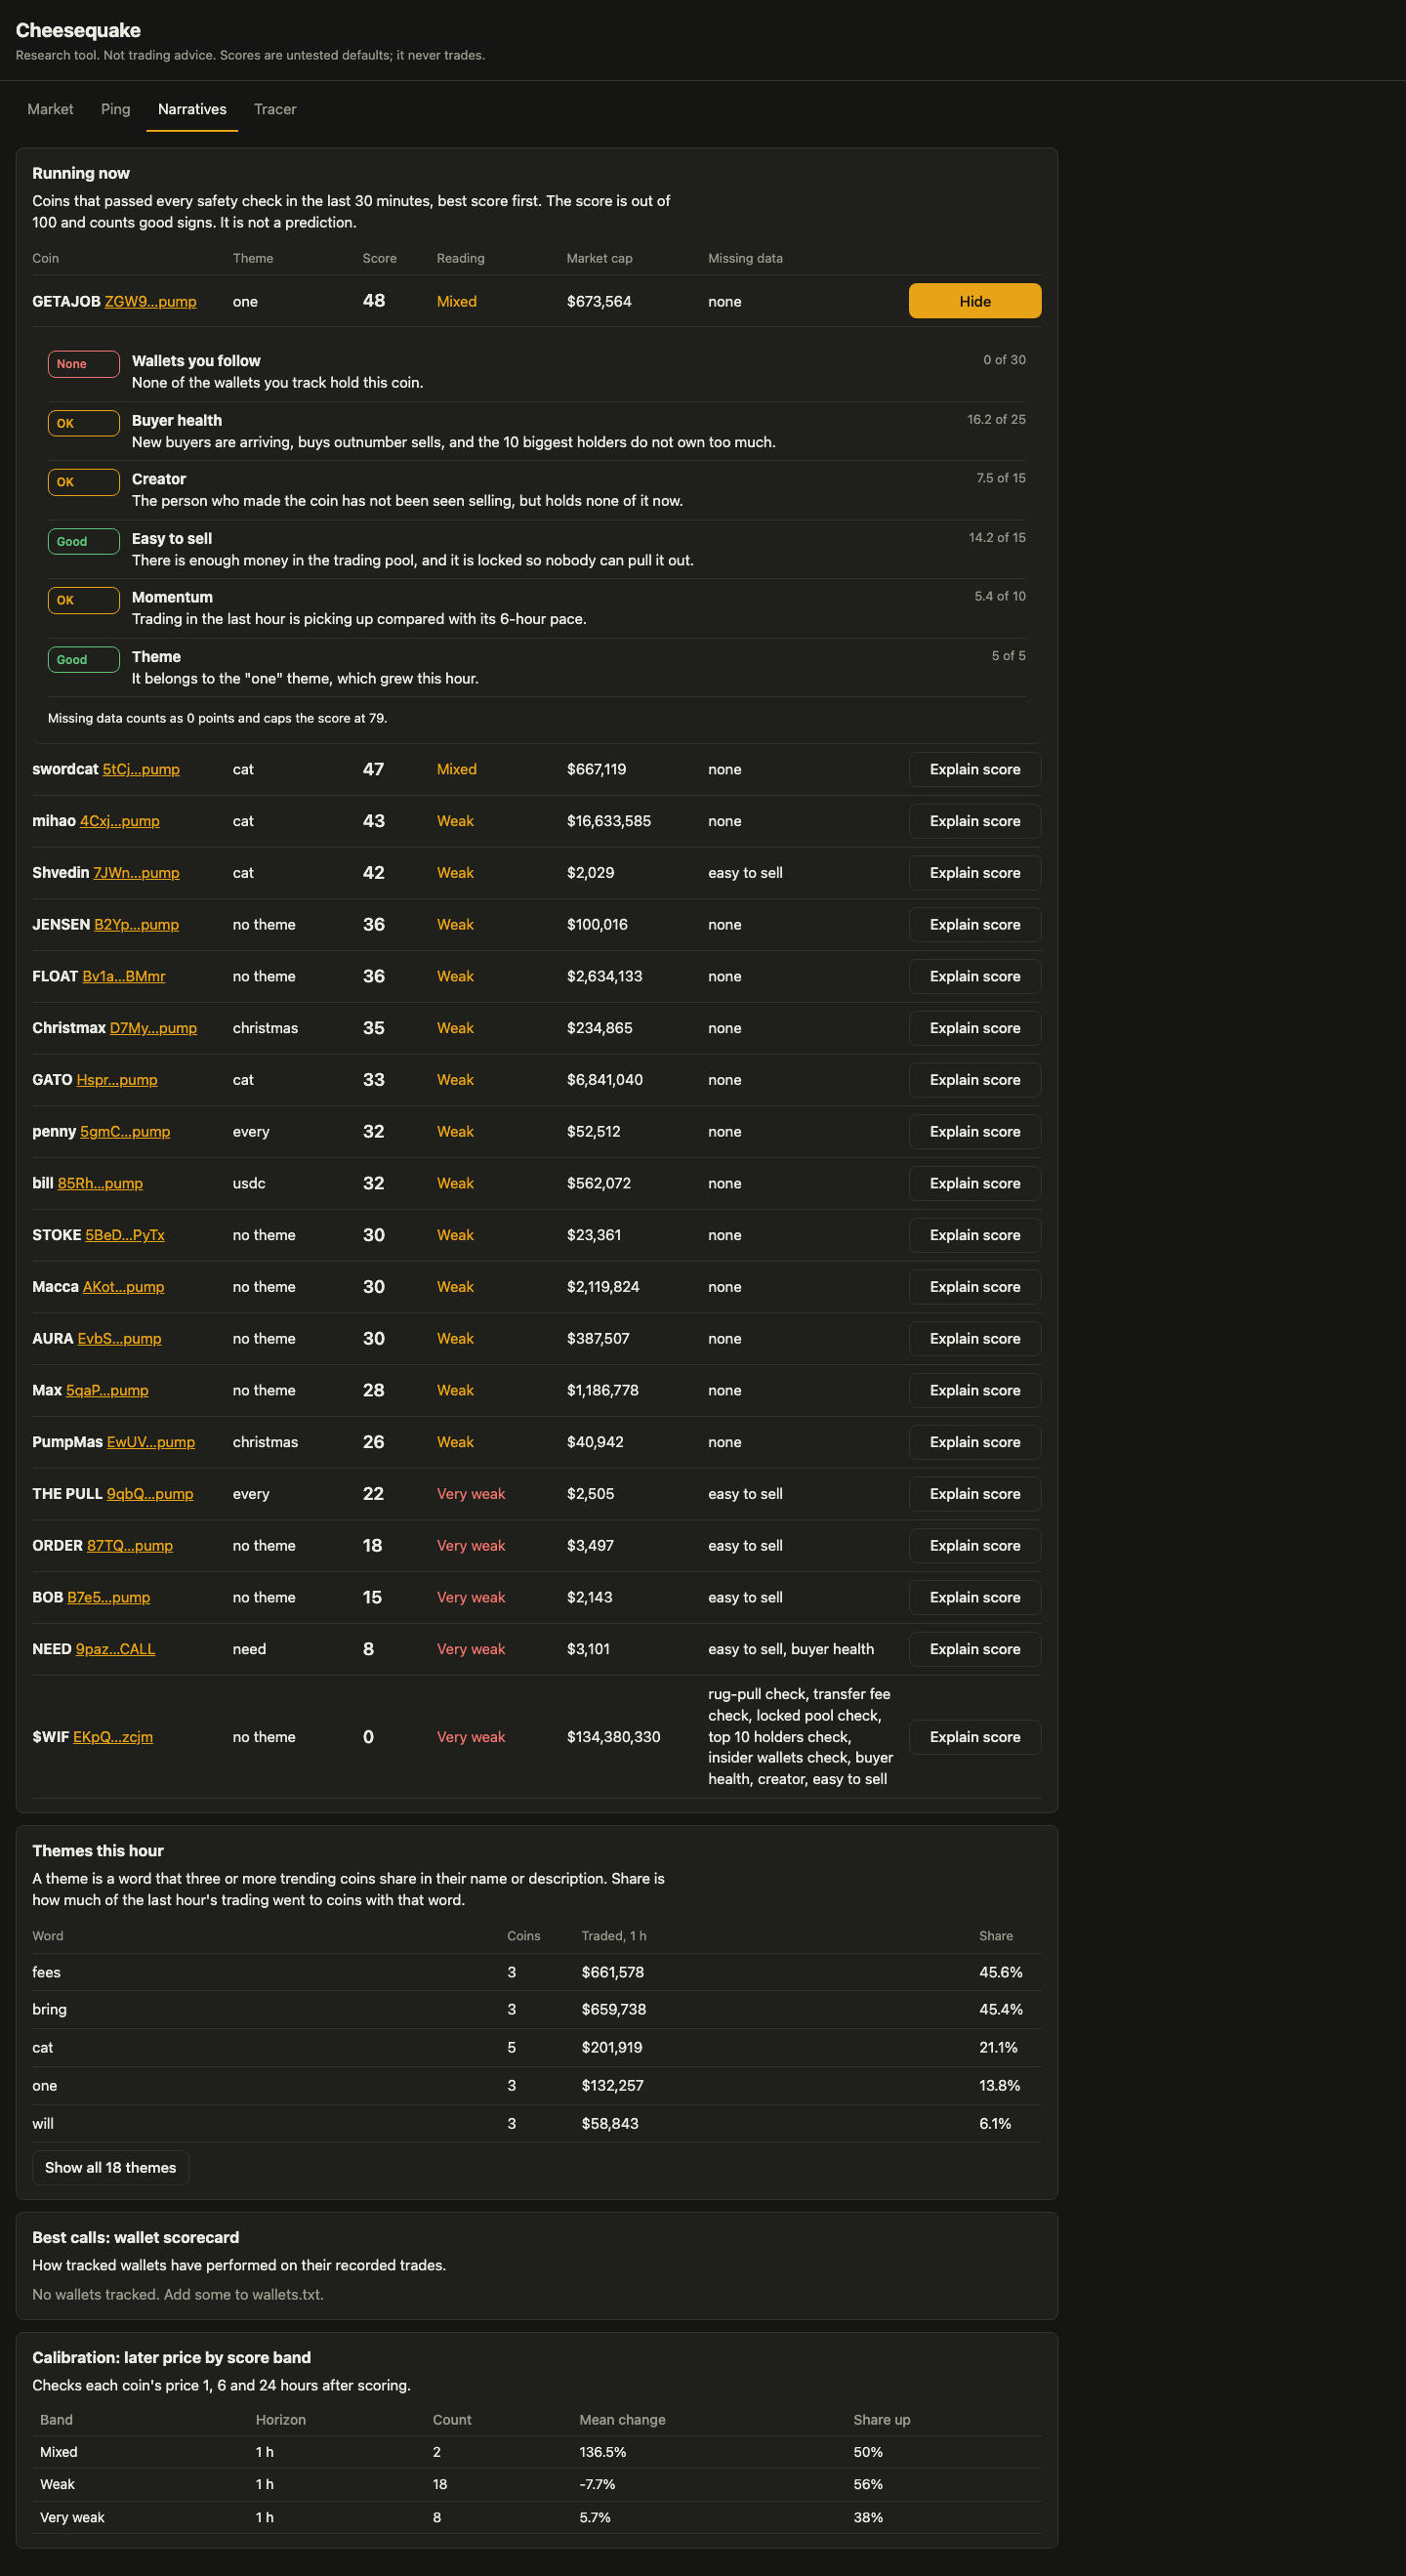 Cheesequake
Research tool. Not trading advice. Scores are untested defaults; it never trades.
Market Ping Narratives Tracer
Running now
Coins that passed every safety check in the last 30 minutes, best score first. The score is out of
100 and counts good signs. It is not a prediction.
Coin Theme Score Reading Market cap Missing data
GETAJOB ZGW9...pump one 48 Mixed $673,564 none Hide
None Wallets you follow 0 of 30
None of the wallets you track hold this coin.
OK Buyer health 16.2 of 25
New buyers are arriving, buys outnumber sells, and the 10 biggest holders do not own too much.
OK Creator 7.5 of 15
The person who made the coin has not been seen selling, but holds none of it now.
Good Easy to sell 14.2 of 15
There is enough money in the trading pool, and it is locked so nobody can pull it out.
OK Momentum 5.4 of 10
Trading in the last hour is picking up compared with its 6-hour pace.
Good Theme 5 of 5
It belongs to the "one" theme, which grew this hour.
Missing data counts as 0 points and caps the score at 79.
swordcat 5tCj...pump cat 47 Mixed $667,119 none Explain score
mihao 4Cxj...pump cat 43 Weak $16,633,585 none Explain score
Shvedin 7JWn...pump cat 42 Weak $2,029 easy to sell Explain score
JENSEN B2Yp...pump no theme 36 Weak $100,016 none Explain score
FLOAT Bv1a...BMmr no theme 36 Weak $2,634,133 none Explain score
Christmax D7My...pump christmas 35 Weak $234,865 none Explain score
GATO Hspr...pump cat 33 Weak $6,841,040 none Explain score
penny 5gmC...pump every 32 Weak $52,512 none Explain score
bill 85Rh...pump usdc 32 Weak $562,072 none Explain score
STOKE 5BeD...PyTx no theme 30 Weak $23,361 none Explain score
Macca AKot...pump no theme 30 Weak $2,119,824 none Explain score
AURA EvbS...pump no theme 30 Weak $387,507 none Explain score
Max 5qaP...pump no theme 28 Weak $1,186,778 none Explain score
PumpMas EwUV...pump christmas 26 Weak $40,942 none Explain score
THE PULL 9qbQ...pump every 22 Very weak $2,505 easy to sell Explain score
ORDER 87TQ...pump no theme 18 Very weak $3,497 easy to sell Explain score
BOB B7e5...pump no theme 15 Very weak $2,143 easy to sell Explain score
NEED 9paz...CALL need 8 Very weak $3,101 easy to sell, buyer health Explain score
$WIF EKpQ...zcjm no theme 0 Very weak $134,380,330 rug-pull check, transfer fee
check, locked pool check,
top 10 holders check,
insider wallets check, buyer
health, creator, easy to sell Explain score
Themes this hour
A theme is a word that three or more trending coins share in their name or description. Share is
how much of the last hour's trading went to coins with that word.
Word Coins Traded, 1 h Share
fees 3 $661,578 45.6%
bring 3 $659,738 45.4%
cat 5 $201,919 21.1%
one 3 $132,257 13.8%
will 3 $58,843 6.1%
Show all 18 themes
Best calls: wallet scorecard
How tracked wallets have performed on their recorded trades.
No wallets tracked. Add some to wallets.txt.
Calibration: later price by score band
Checks each coin's price 1, 6 and 24 hours after scoring.
Band Horizon Count Mean change Share up
Mixed 1 h 2 136.5% 50%
Weak 1 h 18 -7.7% 56%
Very weak 1 h 8 5.7% 38%